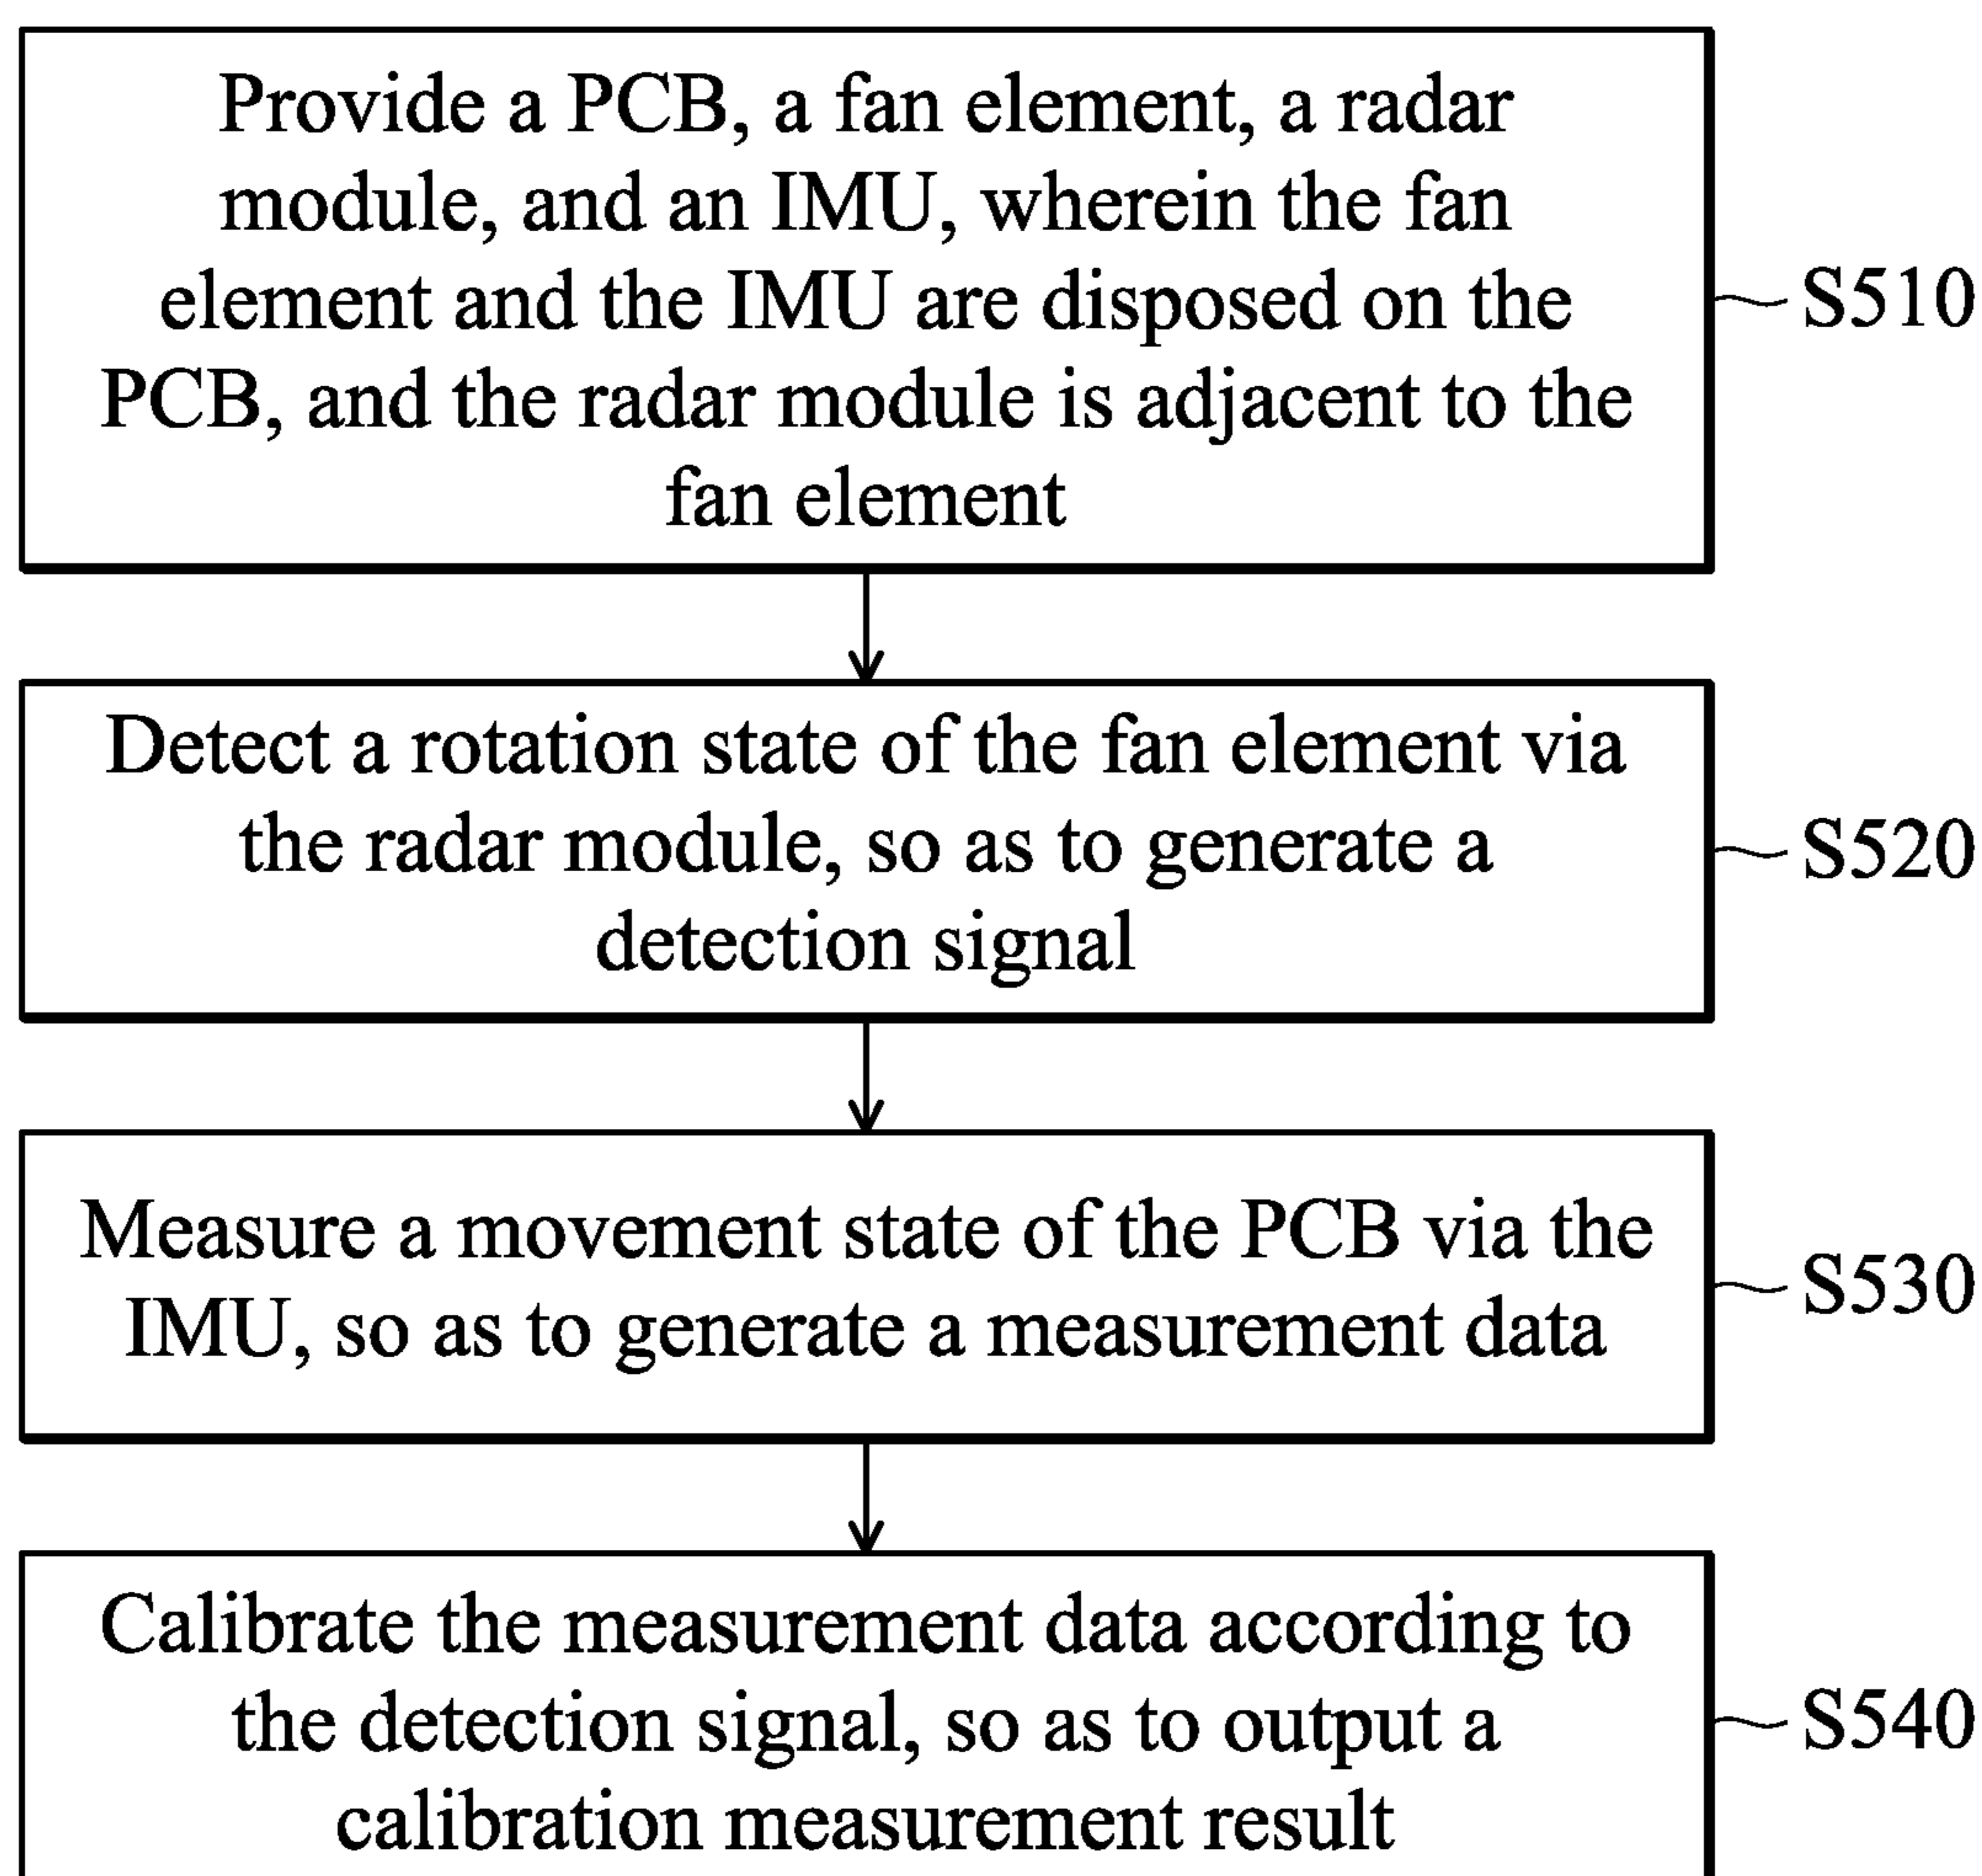 Provide a PCB, a fan element, a radar
module, and an IMU, wherein the fan
element and the IMU are disposed on the
PCB, and the radar module is adjacent to the
fan element
S510
Detect a rotation state of the fan element via
the radar module, so as to generate a
detection signal
S520
Measure a movement state of the PCB via the
IMU, so as to generate a measurement data
S530
Calibrate the measurement data according to
the detection signal, so as to output a
calibration measurement result
S540